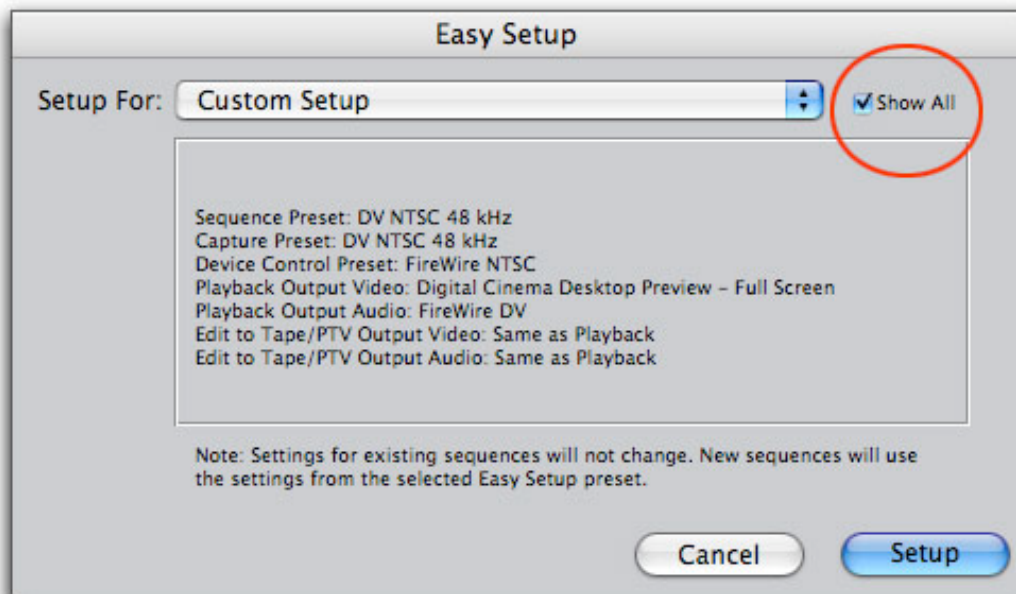 Easy Setup
Setup For: Custom Setup Show All
Sequence Preset: DV NTSC 48 kHz
Capture Preset: DV NTSC 48 kHz
Device Control Preset: FireWire NTSC
Playback Output Video: Digital Cinema Desktop Preview – Full Screen
Playback Output Audio: FireWire DV
Edit to Tape/PTV Output Video: Same as Playback
Edit to Tape/PTV Output Audio: Same as Playback
Note: Settings for existing sequences will not change. New sequences will use
the settings from the selected Easy Setup preset.
Cancel Setup